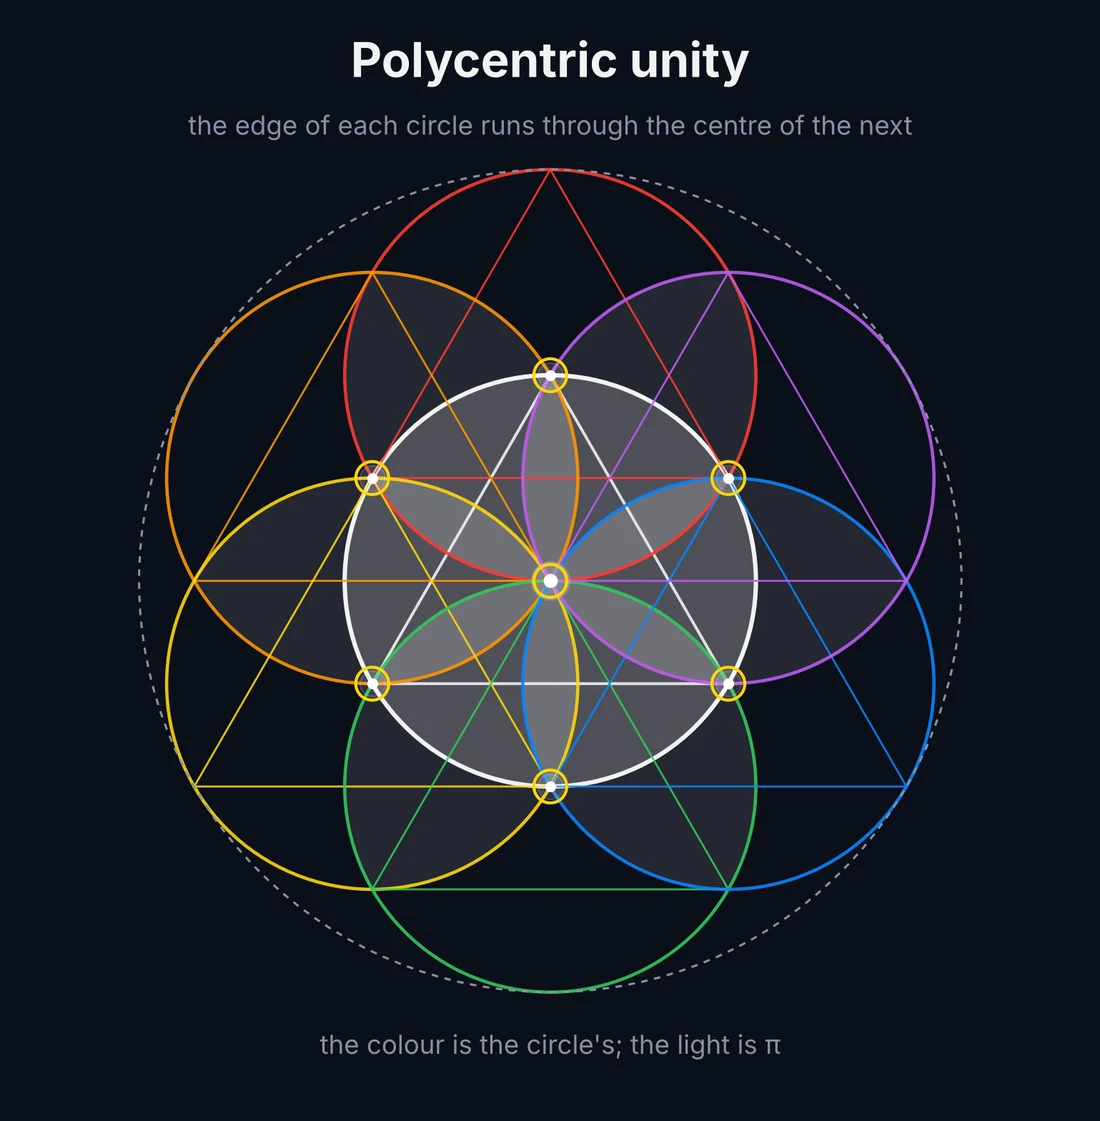 Polycentric unity
the edge of each circle runs through the centre of the next
the colour is the circle's; the light is π